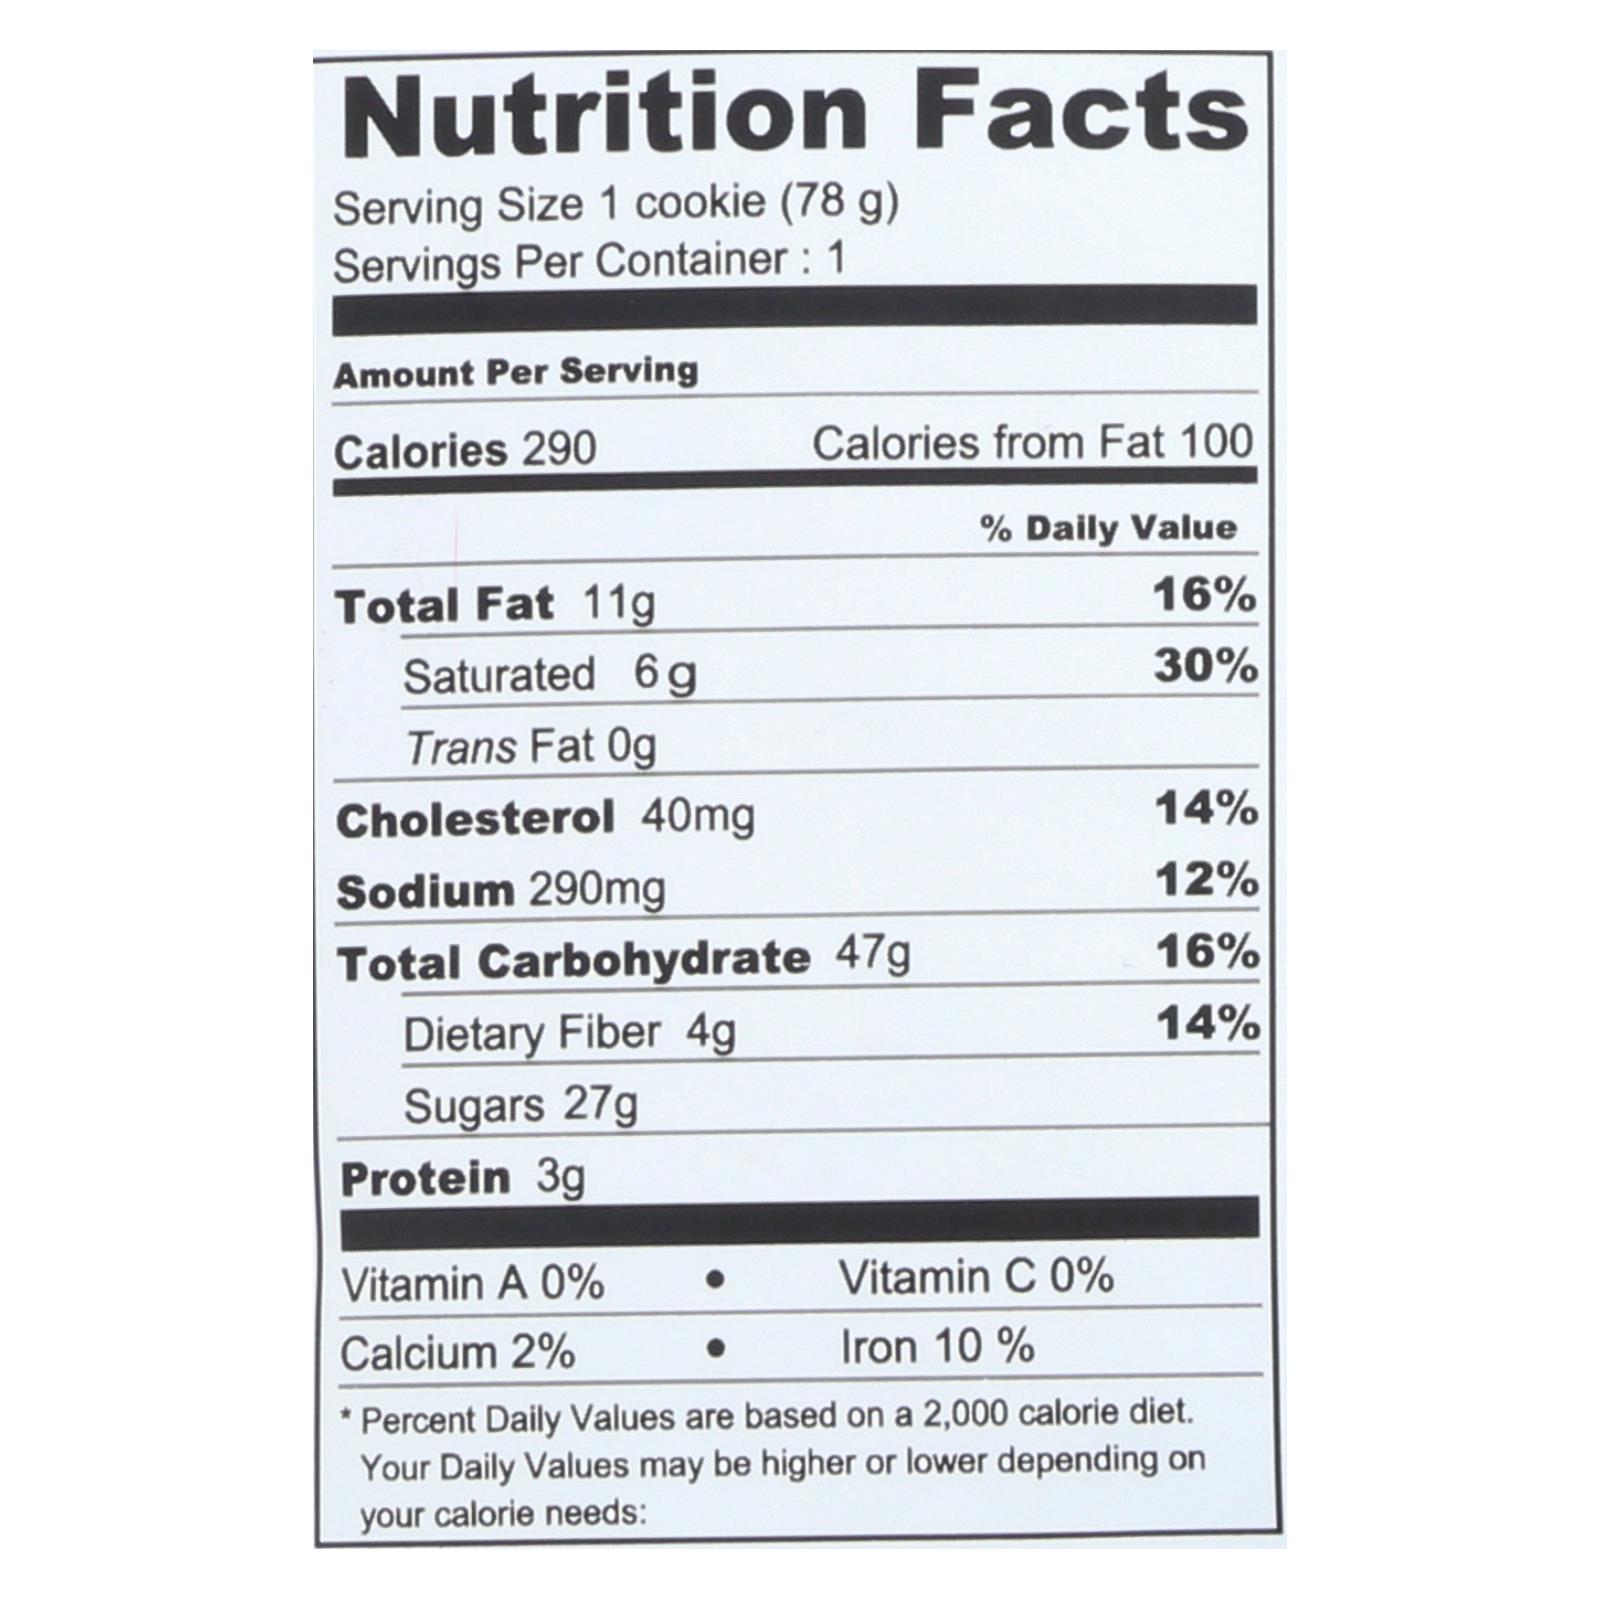 Nutrition Facts
Serving Size 1 cookie (78 g)
Servings Per Container : 1
Amount Per Serving
Calories 290 Calories from Fat 100
% Daily Value
Total Fat 11g 16%
Saturated 6 g 30%
Trans Fat 0g
Cholesterol 40mg 14%
Sodium 290mg 12%
Total Carbohydrate 47g 16%
Dietary Fiber 4g 14%
Sugars 27g
Protein 3g
Vitamin A 0% • Vitamin C 0%
Calcium 2% • Iron 10 %
* Percent Daily Values are based on a 2,000 calorie diet.
Your Daily Values may be higher or lower depending on
your calorie needs: